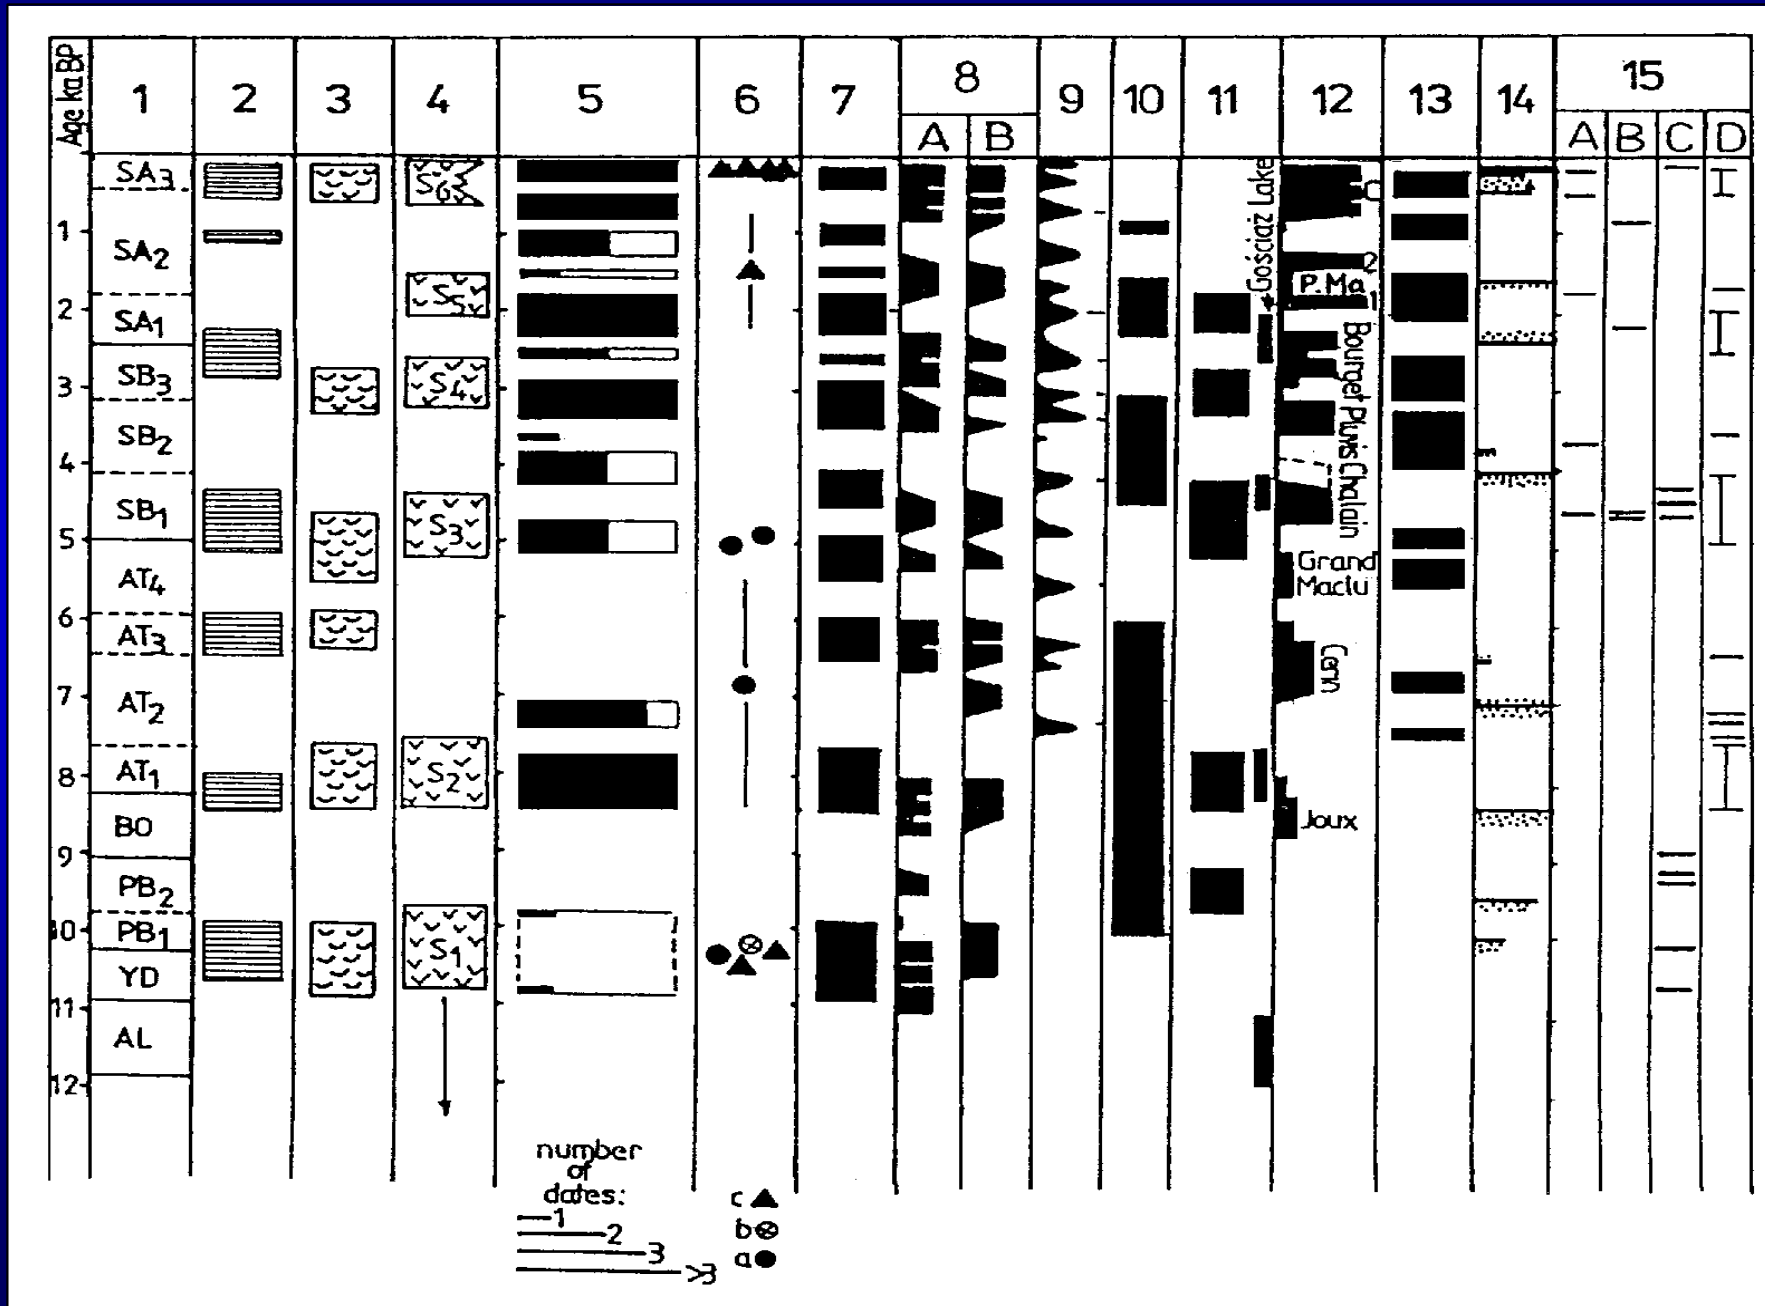 Age ka BP
1
2
3
4
5
6
7
8
9
10
11
12
13
14
15
A
B
A
B
C
D
SA3
SA2
SA1
SB3
SB2
SB1
AT4
AT3
AT2
AT1
BO
PB2
PB1
YD
AL
1
2
3
4
5
6
7
8
9
10
11
12
S6
S5
S4
S3
S2
S1
Gościąż Lake
2
P. Ma
1
Bourget Pluvis Chalain
Grand
Maclu
Cerin
Joux
number
of
dates:
1
2
3
>3
c
b
a